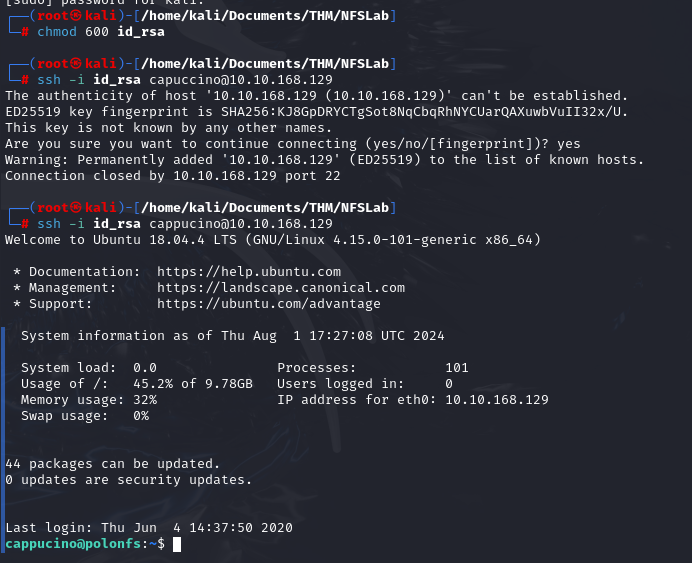 [sudo] password for kali:
┌──(root㉿kali)-[/home/kali/Documents/THM/NFSLab]
└─# chmod 600 id_rsa
┌──(root㉿kali)-[/home/kali/Documents/THM/NFSLab]
└─# ssh -i id_rsa capuccino@10.10.168.129
The authenticity of host '10.10.168.129 (10.10.168.129)' can't be established.
ED25519 key fingerprint is SHA256:KJ8GpDRYCTgSot8NqCbqRhNYCUarQAXuwbVuII32x/U.
This key is not known by any other names.
Are you sure you want to continue connecting (yes/no/[fingerprint])? yes
Warning: Permanently added '10.10.168.129' (ED25519) to the list of known hosts.
Connection closed by 10.10.168.129 port 22
┌──(root㉿kali)-[/home/kali/Documents/THM/NFSLab]
└─# ssh -i id_rsa cappucino@10.10.168.129
Welcome to Ubuntu 18.04.4 LTS (GNU/Linux 4.15.0-101-generic x86_64)
* Documentation:  https://help.ubuntu.com
* Management:     https://landscape.canonical.com
* Support:        https://ubuntu.com/advantage
System information as of Thu Aug  1 17:27:08 UTC 2024
System load:  0.0               Processes:           101
Usage of /:   45.2% of 9.78GB   Users logged in:     0
Memory usage: 32%               IP address for eth0: 10.10.168.129
Swap usage:   0%
44 packages can be updated.
0 updates are security updates.
Last login: Thu Jun  4 14:37:50 2020
cappucino@polonfs:~$